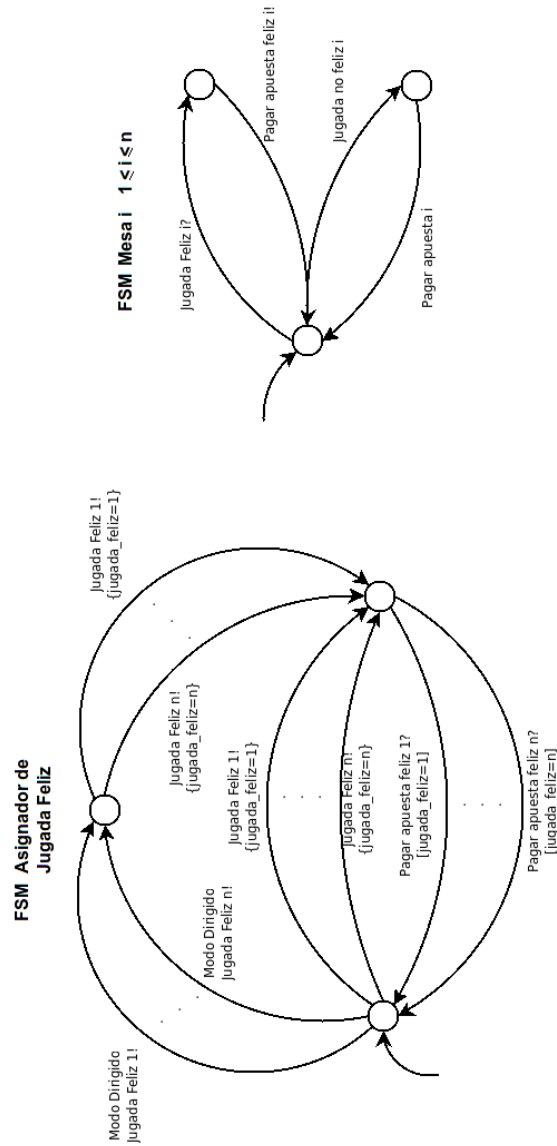 FSM Asignador de
Jugada Feliz
Modo Dirigido
Jugada Feliz 1!
Modo Dirigido
Jugada Feliz n!
Jugada Feliz 1!
{jugada_feliz=1}
Jugada Feliz n!
{jugada_feliz=n}
Jugada Feliz 1!
{jugada_feliz=1}
Jugada Feliz n!
{jugada_feliz=n}
Pagar apuesta feliz 1?
[jugada_feliz=1]
Pagar apuesta feliz n?
[jugada_feliz=n]
FSM Mesa i 1 ≤ i ≤ n
Jugada Feliz i?
Pagar apuesta feliz i!
Jugada no feliz i
Pagar apuesta i